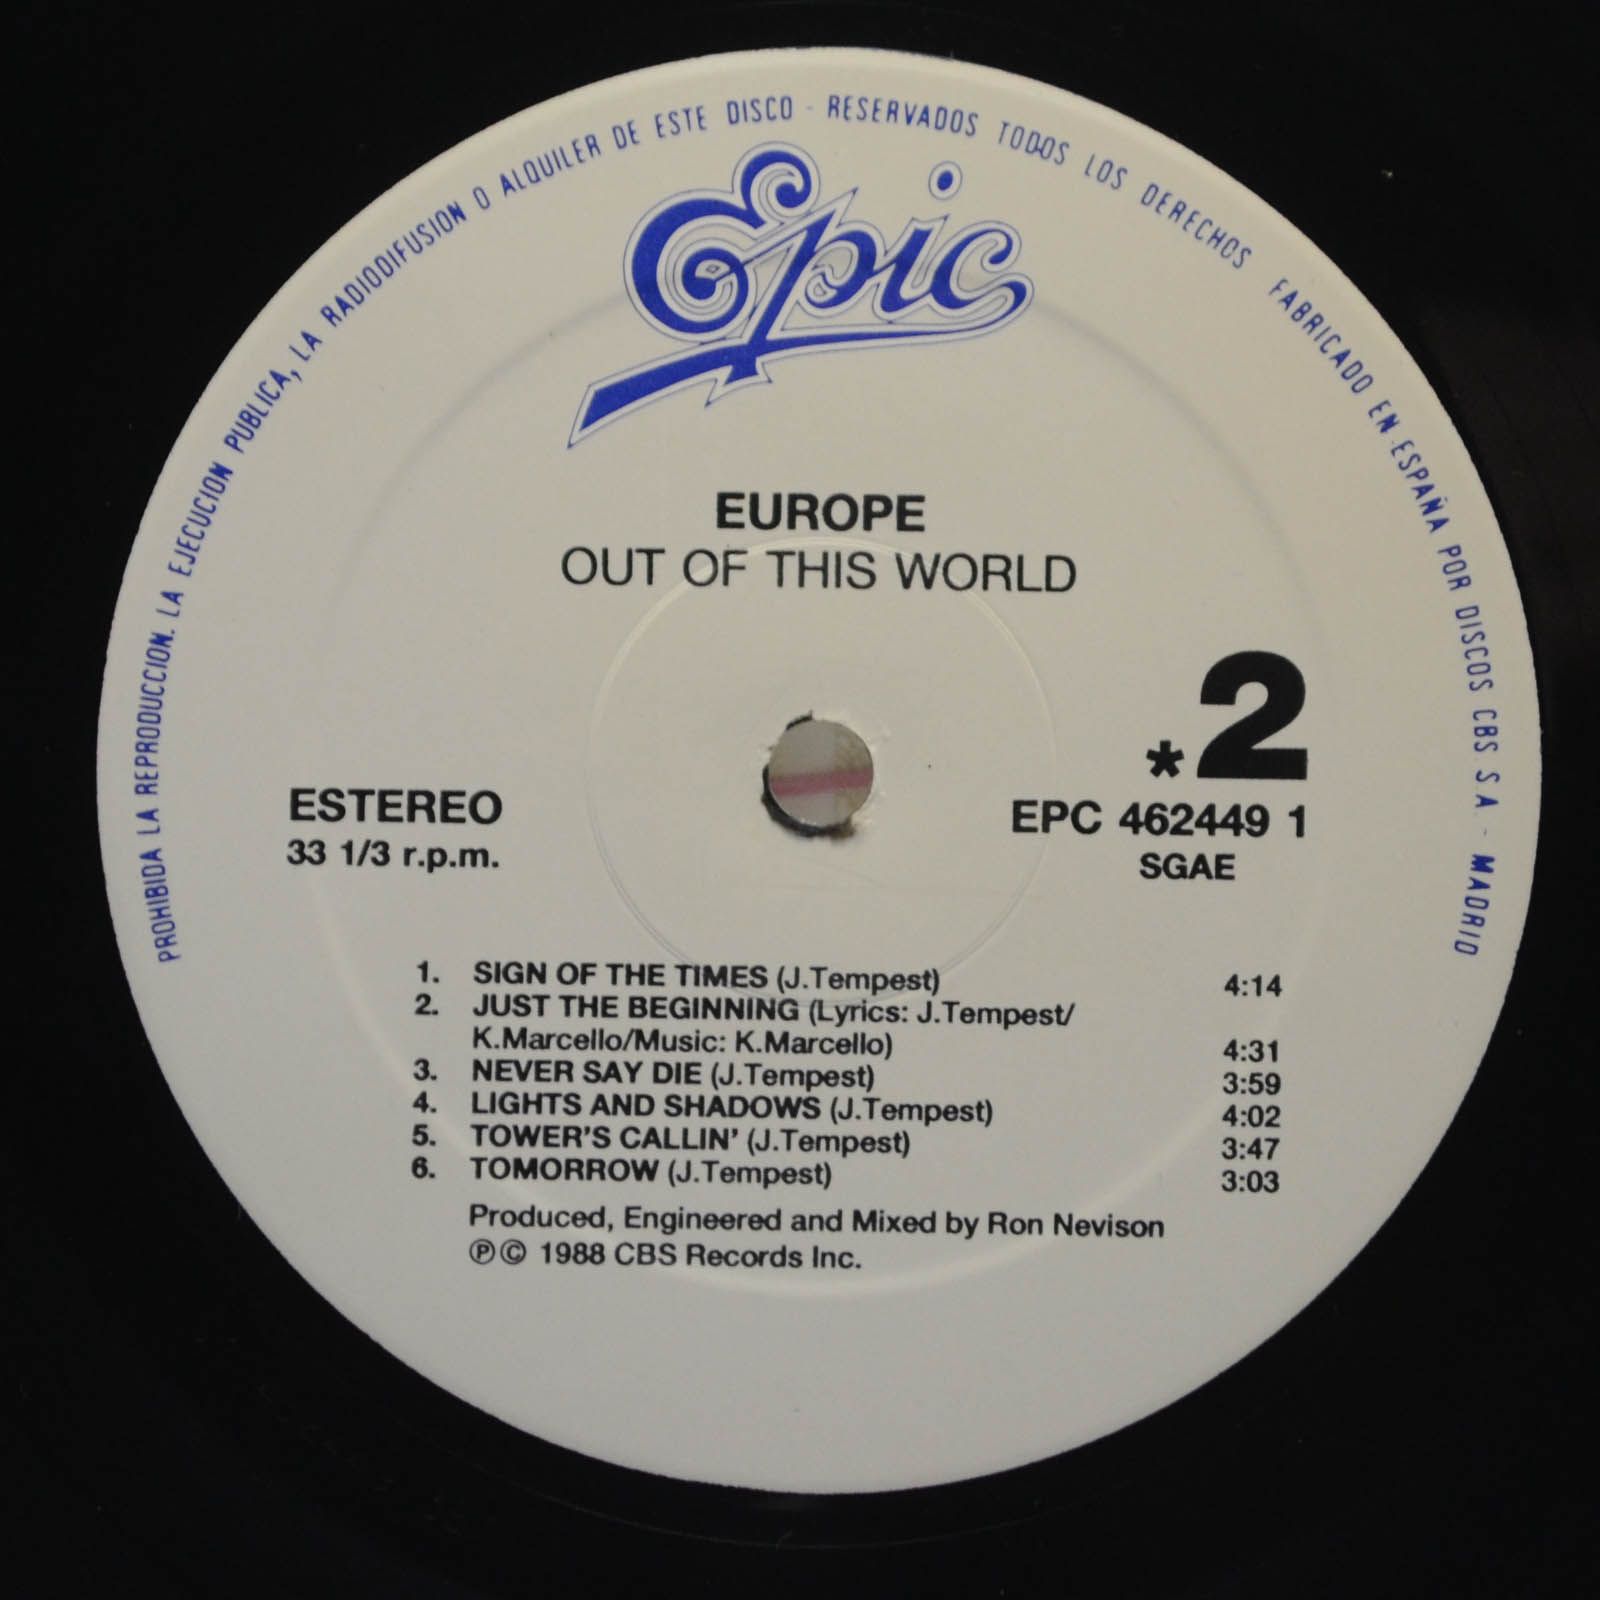 PROHIBIDA LA REPRODUCCION. LA EJECUCION PUBLICA, LA RADIODIFUSION O ALQUILER DE ESTE DISCO - RESERVADOS TODOS LOS DERECHOS FABRICADO EN ESPAÑA POR DISCOS CBS S.A. - MADRID
Epic
EUROPE
OUT OF THIS WORLD
*2
ESTEREO
EPC 462449 1
33 1/3 r.p.m.
SGAE
1. SIGN OF THE TIMES (J.Tempest) 4:14
2. JUST THE BEGINNING (Lyrics: J.Tempest/
K.Marcello/Music: K.Marcello) 4:31
3. NEVER SAY DIE (J.Tempest) 3:59
4. LIGHTS AND SHADOWS (J.Tempest) 4:02
5. TOWER'S CALLIN' (J.Tempest) 3:47
6. TOMORROW (J.Tempest) 3:03
Produced, Engineered and Mixed by Ron Nevison
℗© 1988 CBS Records Inc.